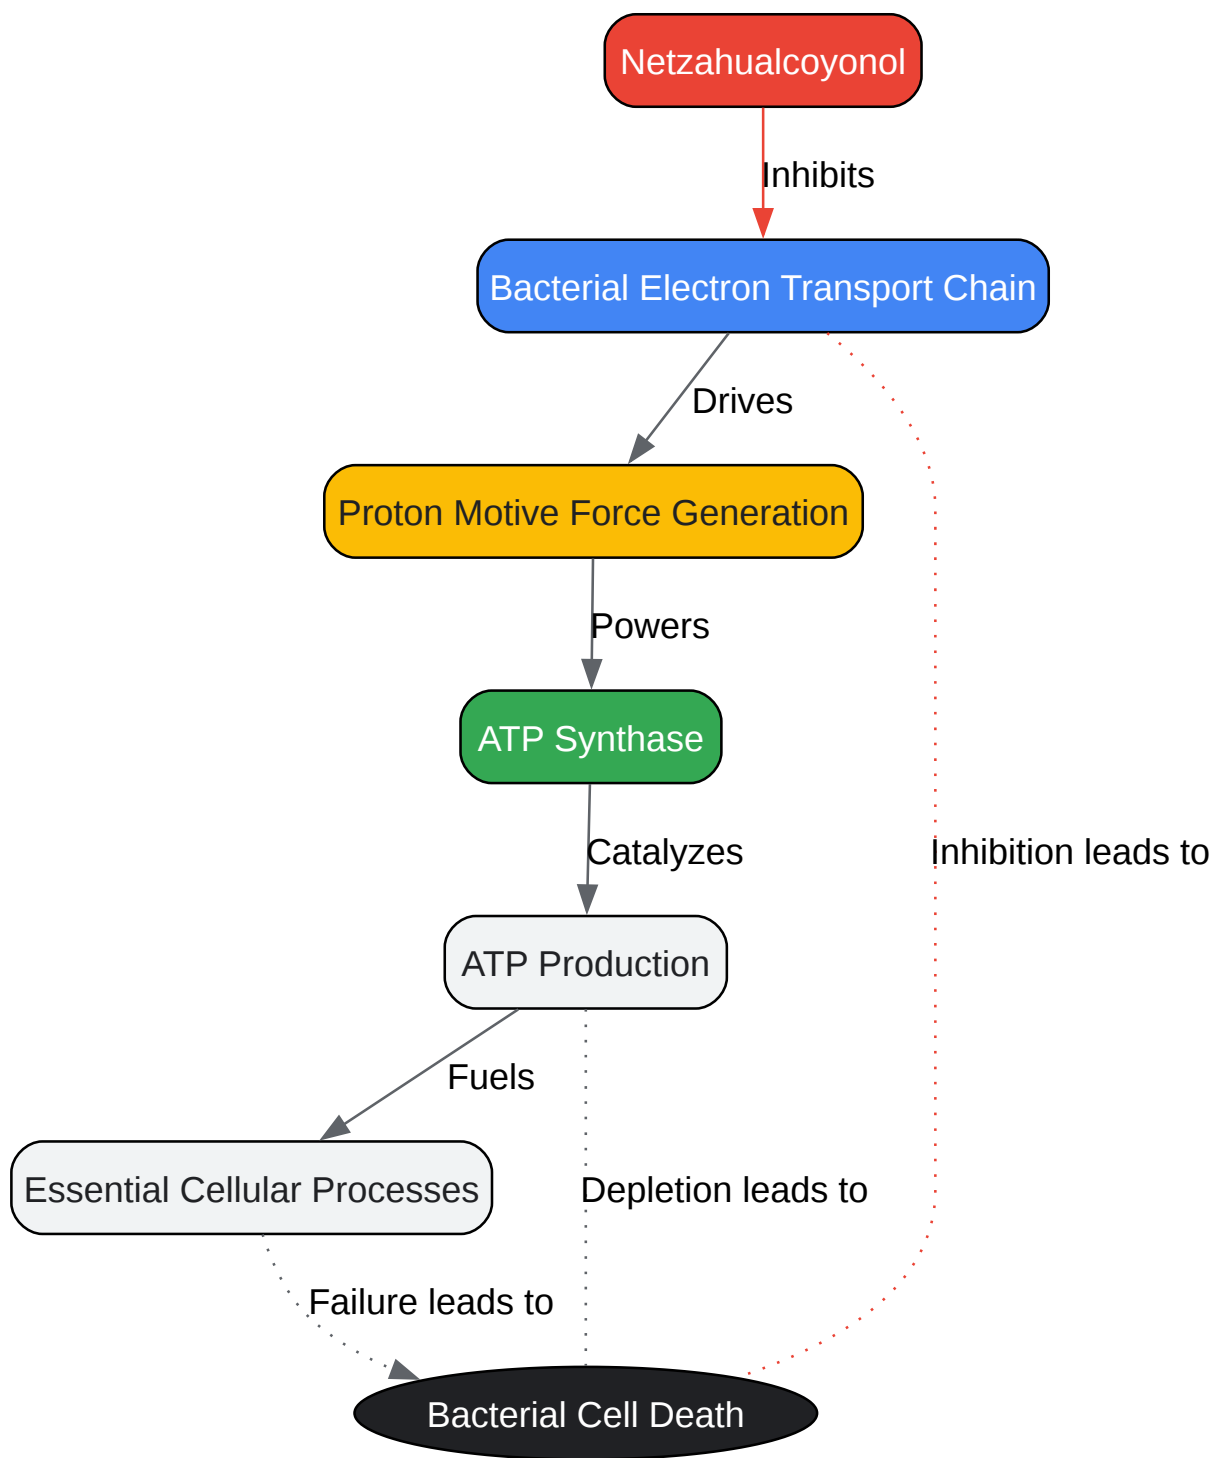 Netzahualcoyonol
Inhibits
Bacterial Electron Transport Chain
Drives
Proton Motive Force Generation
Powers
ATP Synthase
Catalyzes
Inhibition leads to
ATP Production
Fuels
Essential Cellular Processes
Depletion leads to
Failure leads to
Bacterial Cell Death